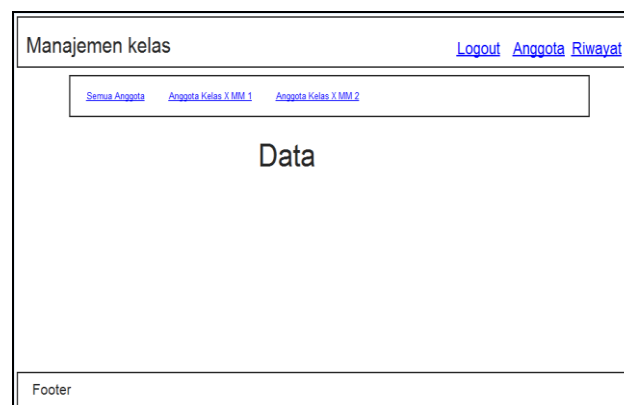 Manajemen kelas Logout Anggota Riwayat
Semua Anggota Anggota Kelas X MM 1 Anggota Kelas X MM 2
Data
Footer